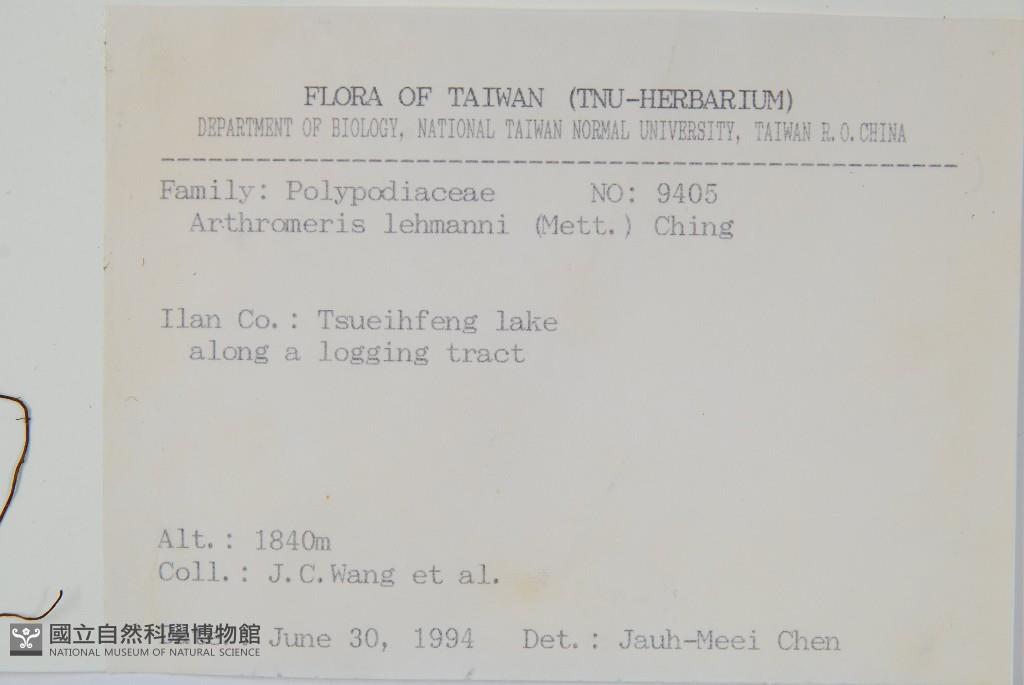 FLORA OF TAIWAN (TNU-HERBARIUM)
DEPARTMENT OF BIOLOGY, NATIONAL TAIWAN NORMAL UNIVERSITY, TAIWAN R.O.CHINA
Family: Polypodiaceae NO: 9405
Arthromeris lehmanni (Mett.) Ching
Ilan Co.: Tsueihfeng lake
along a logging tract
Alt.: 1840m
Coll.: J.C.Wang et al.
June 30, 1994 Det.: Jauh-Meei Chen
國立自然科學博物館
NATIONAL MUSEUM OF NATURAL SCIENCE